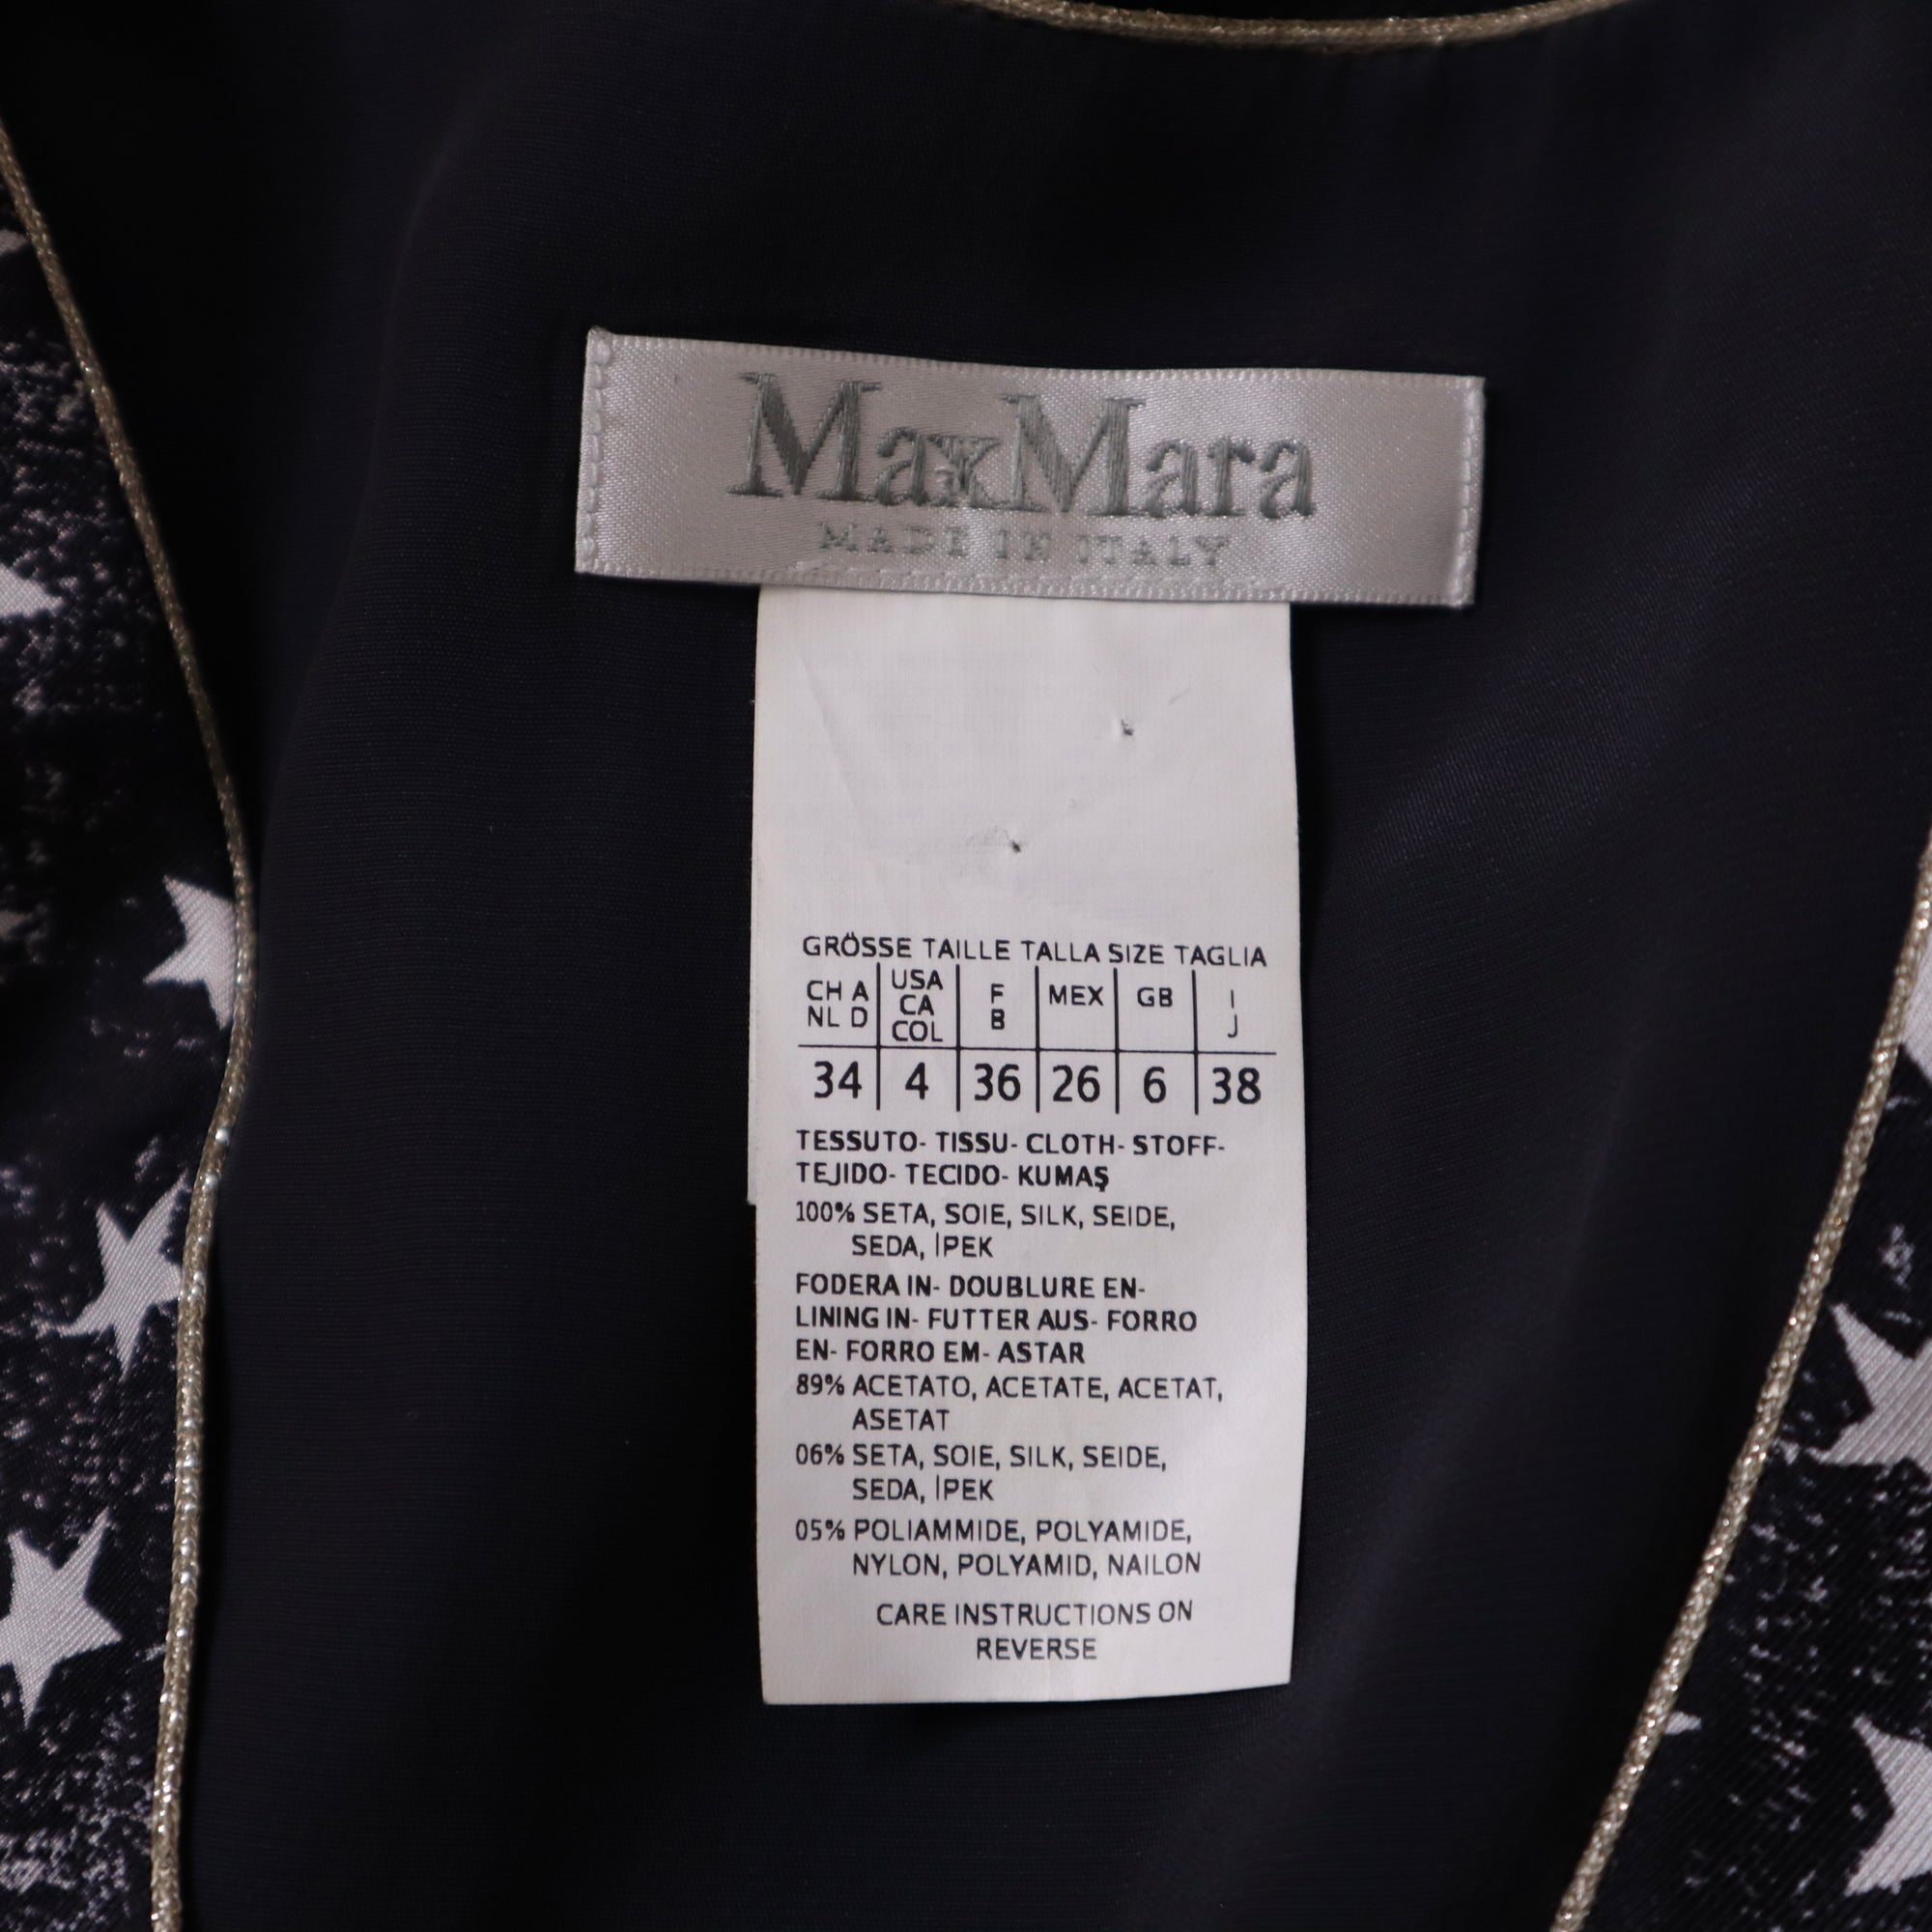 MaxMara
MADE IN ITALY
GRÖSSE TAILLE TALLA SIZE TAGLIA
CH A NL D USA CA COL F B MEX GB I J
34 4 36 26 6 38
TESSUTO- TISSU- CLOTH- STOFF-
TEJIDO- TECIDO- KUMAŞ
100% SETA, SOIE, SILK, SEIDE,
SEDA, İPEK
FODERA IN- DOUBLURE EN-
LINING IN- FUTTER AUS- FORRO
EN- FORRO EM- ASTAR
89% ACETATO, ACETATE, ACETAT,
ASETAT
06% SETA, SOIE, SILK, SEIDE,
SEDA, İPEK
05% POLIAMMIDE, POLYAMIDE,
NYLON, POLYAMID, NAILON
CARE INSTRUCTIONS ON
REVERSE